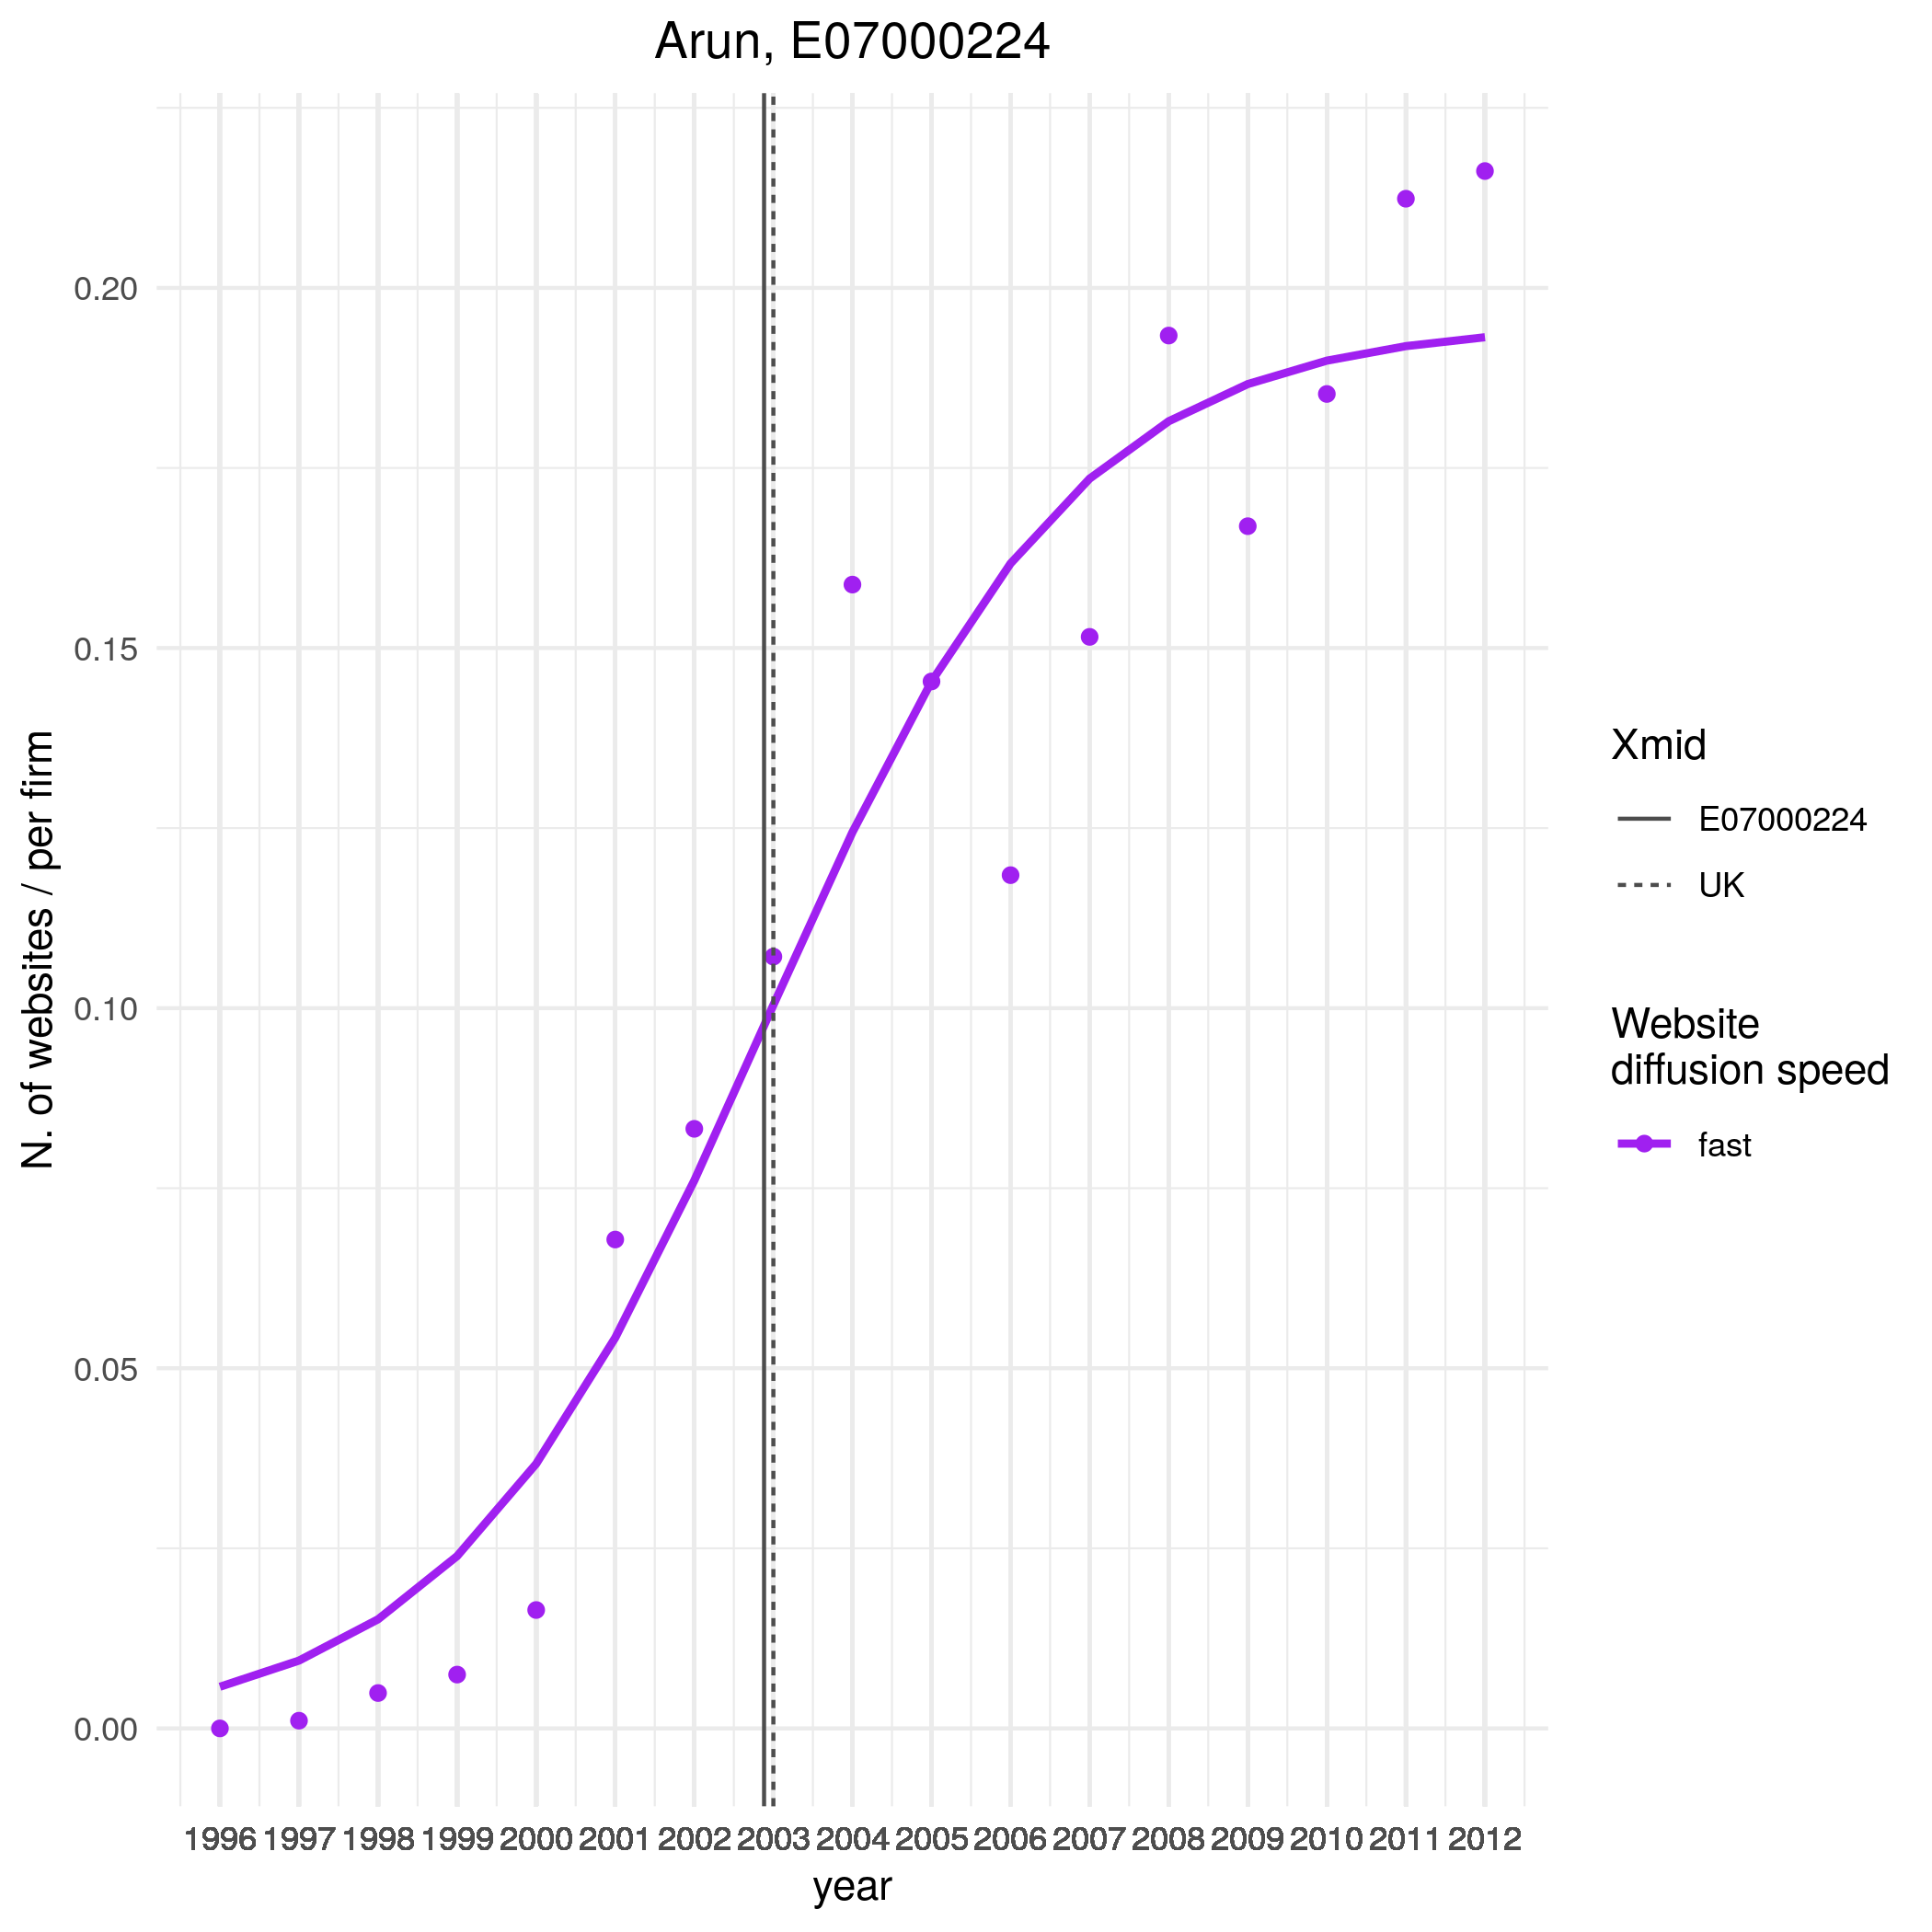 Arun, E07000224
N. of websites / per firm
0.20
0.15
0.10
0.05
0.00
1996 1997 1998 1999 2000 2001 2002 2003 2004 2005 2006 2007 2008 2009 2010 2011 2012
year
Xmid
E07000224
UK
Website
diffusion speed
fast